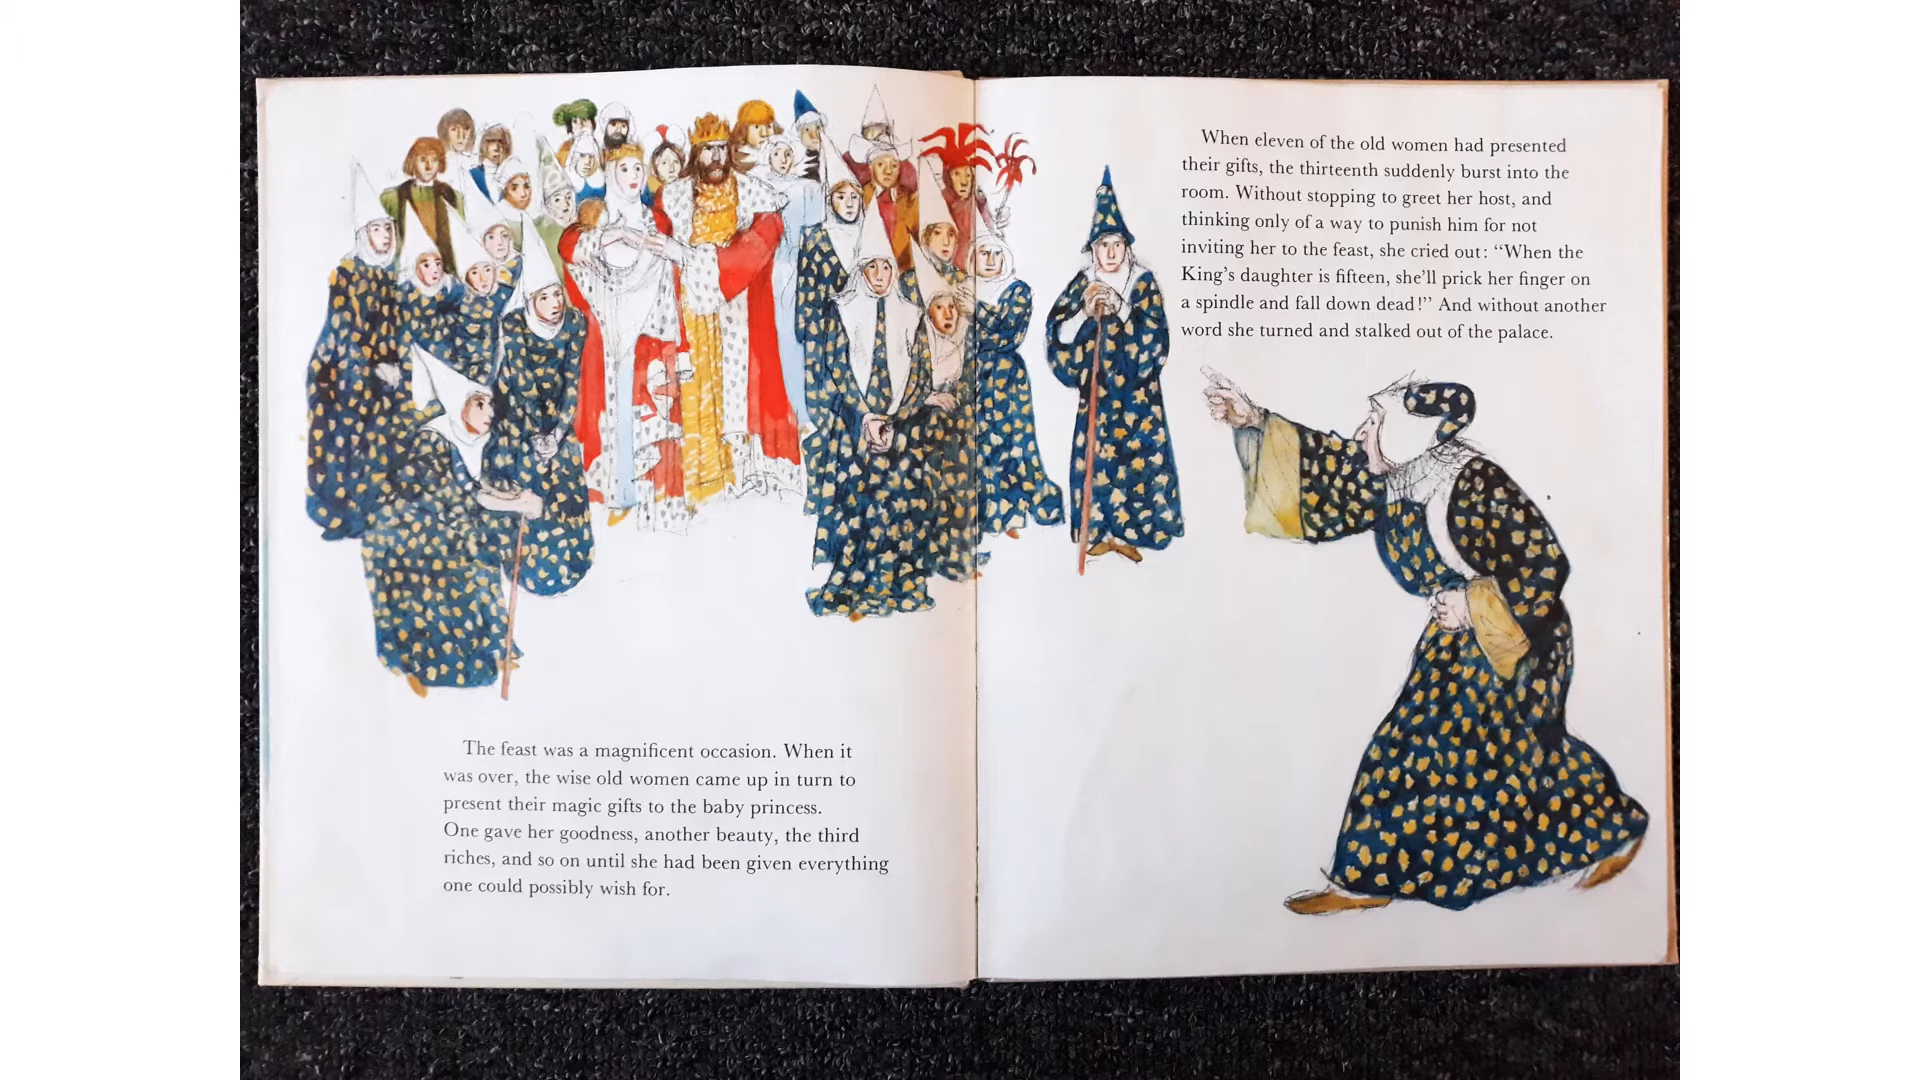 The feast was a magnificent occasion. When it
was over, the wise old women came up in turn to
present their magic gifts to the baby princess.
One gave her goodness, another beauty, the third
riches, and so on until she had been given everything
one could possibly wish for.
When eleven of the old women had presented
their gifts, the thirteenth suddenly burst into the
room. Without stopping to greet her host, and
thinking only of a way to punish him for not
inviting her to the feast, she cried out: “When the
King’s daughter is fifteen, she’ll prick her finger on
a spindle and fall down dead!” And without another
word she turned and stalked out of the palace.